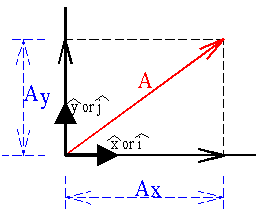 A
Ay
ŷ or ĵ
x̂ or î
Ax